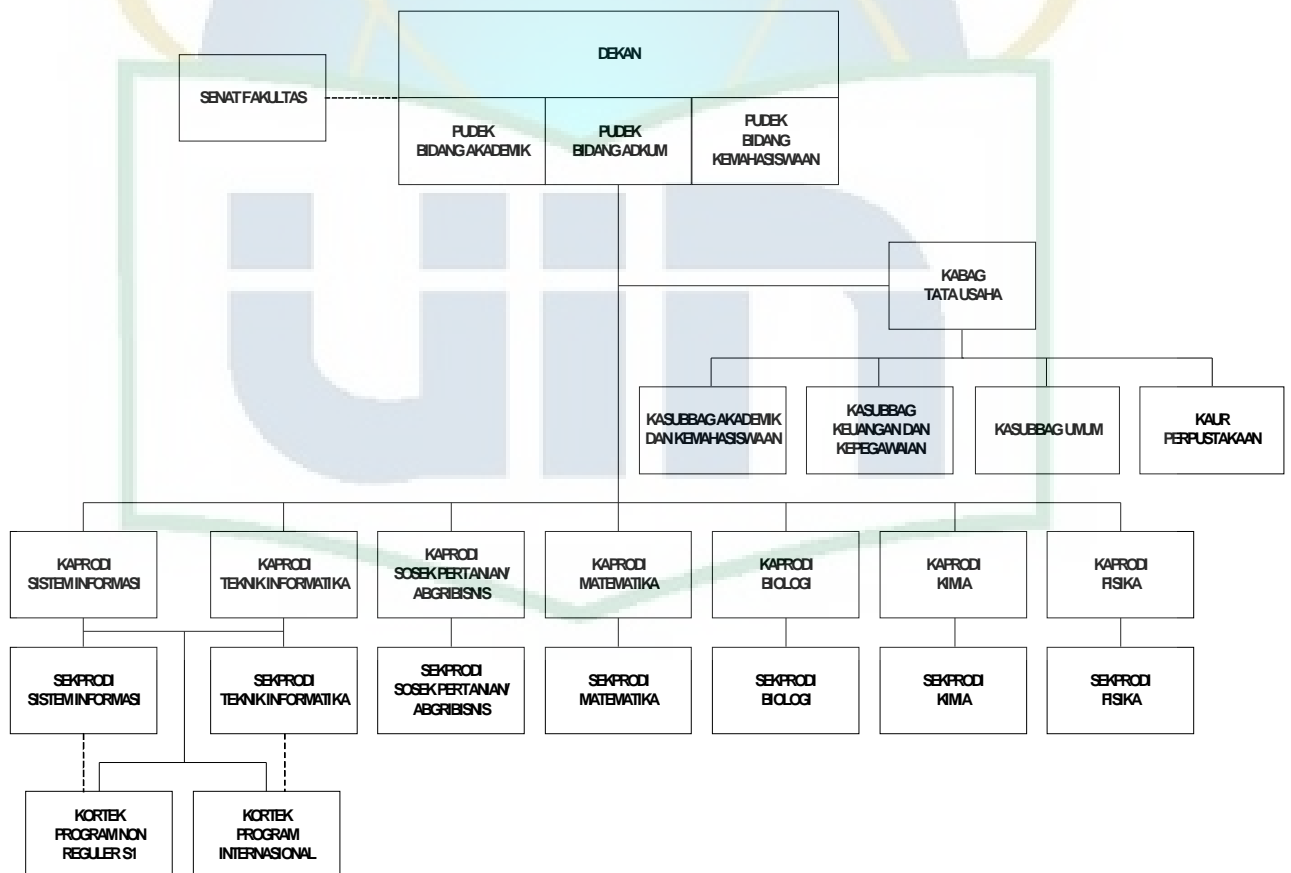 DEKAN
SENAT FAKULTAS
PUDEK
BIDANG AKADEMIK
PUDEK
BIDANG ADKUM
PUDEK
BIDANG
KEMAHASISWAAN
KABAG
TATA USAHA
KASUBBAG AKADEMIK
DAN KEMAHASISWAAN
KASUBBAG
KEUANGAN DAN
KEPEGAWAIAN
KASUBBAG UMUM
KAUR
PERPUSTAKAAN
KAPRODI
SISTEM INFORMASI
KAPRODI
TEKNIK INFORMATIKA
KAPRODI
SOSEK PERTANIAN/
ABGRIBISNIS
KAPRODI
MATEMATIKA
KAPRODI
BIOLOGI
KAPRODI
KIMIA
KAPRODI
FISIKA
SEKPRODI
SISTEM INFORMASI
SEKPRODI
TEKNIK INFORMATIKA
SEKPRODI
SOSEK PERTANIAN/
ABGRIBISNIS
SEKPRODI
MATEMATIKA
SEKPRODI
BIOLOGI
SEKPRODI
KIMIA
SEKPRODI
FISIKA
KORTEK
PROGRAM NON
REGULER S1
KORTEK
PROGRAM
INTERNASIONAL
uin